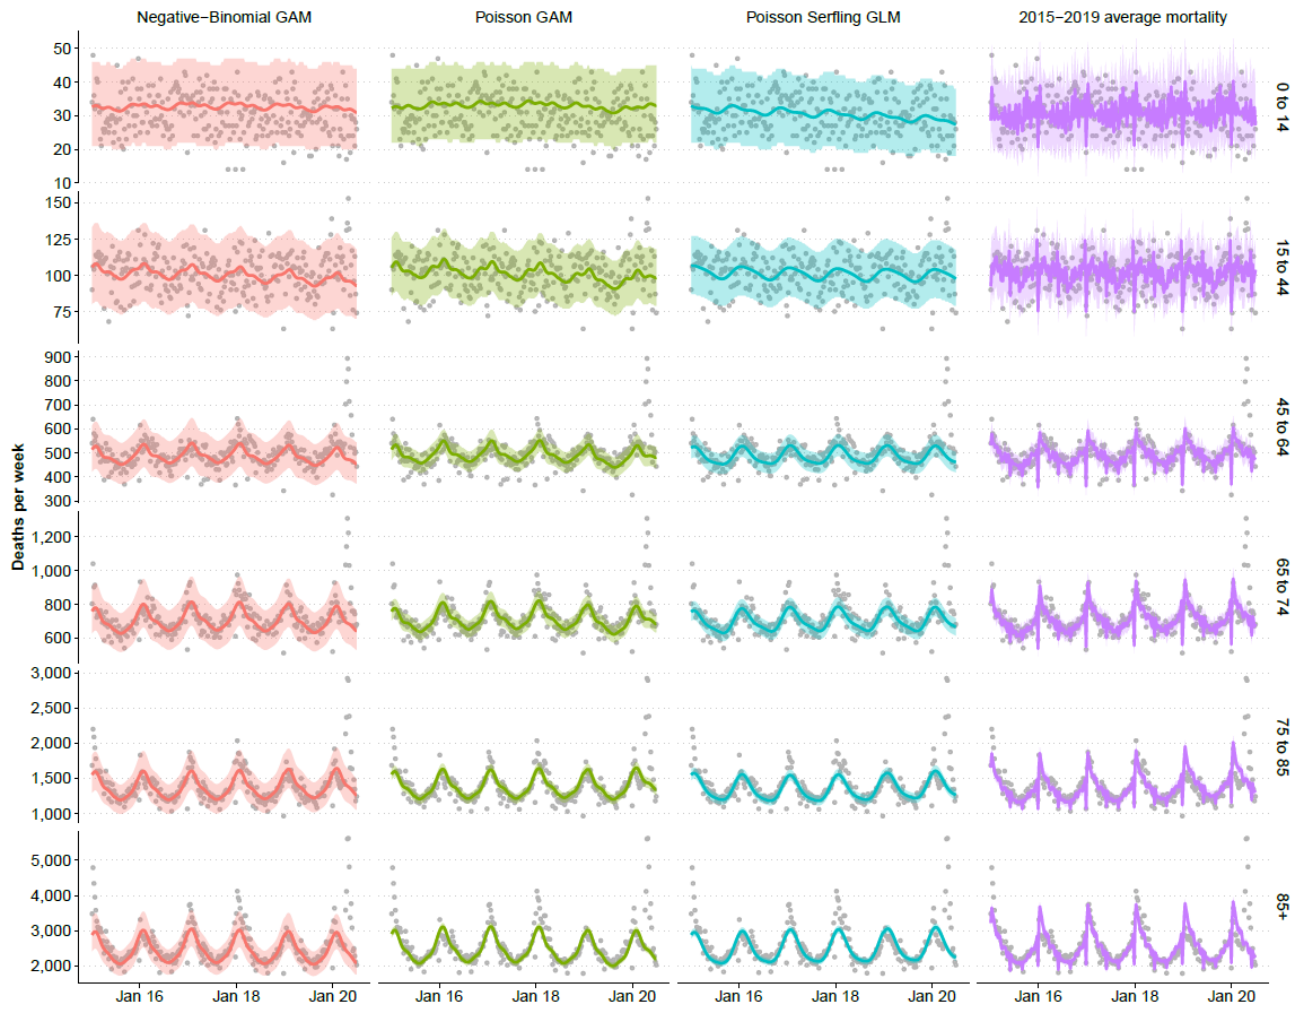 Negative−Binomial GAM
Poisson GAM
Poisson Serfling GLM
2015−2019 average mortality
Deaths per week
50
40
30
20
10
0 to 14
150
125
100
75
15 to 44
900
800
700
600
500
400
300
45 to 64
1,200
1,000
800
600
65 to 74
3,000
2,500
2,000
1,500
1,000
75 to 85
5,000
4,000
3,000
2,000
85+
Jan 16 Jan 18 Jan 20
Jan 16 Jan 18 Jan 20
Jan 16 Jan 18 Jan 20
Jan 16 Jan 18 Jan 20